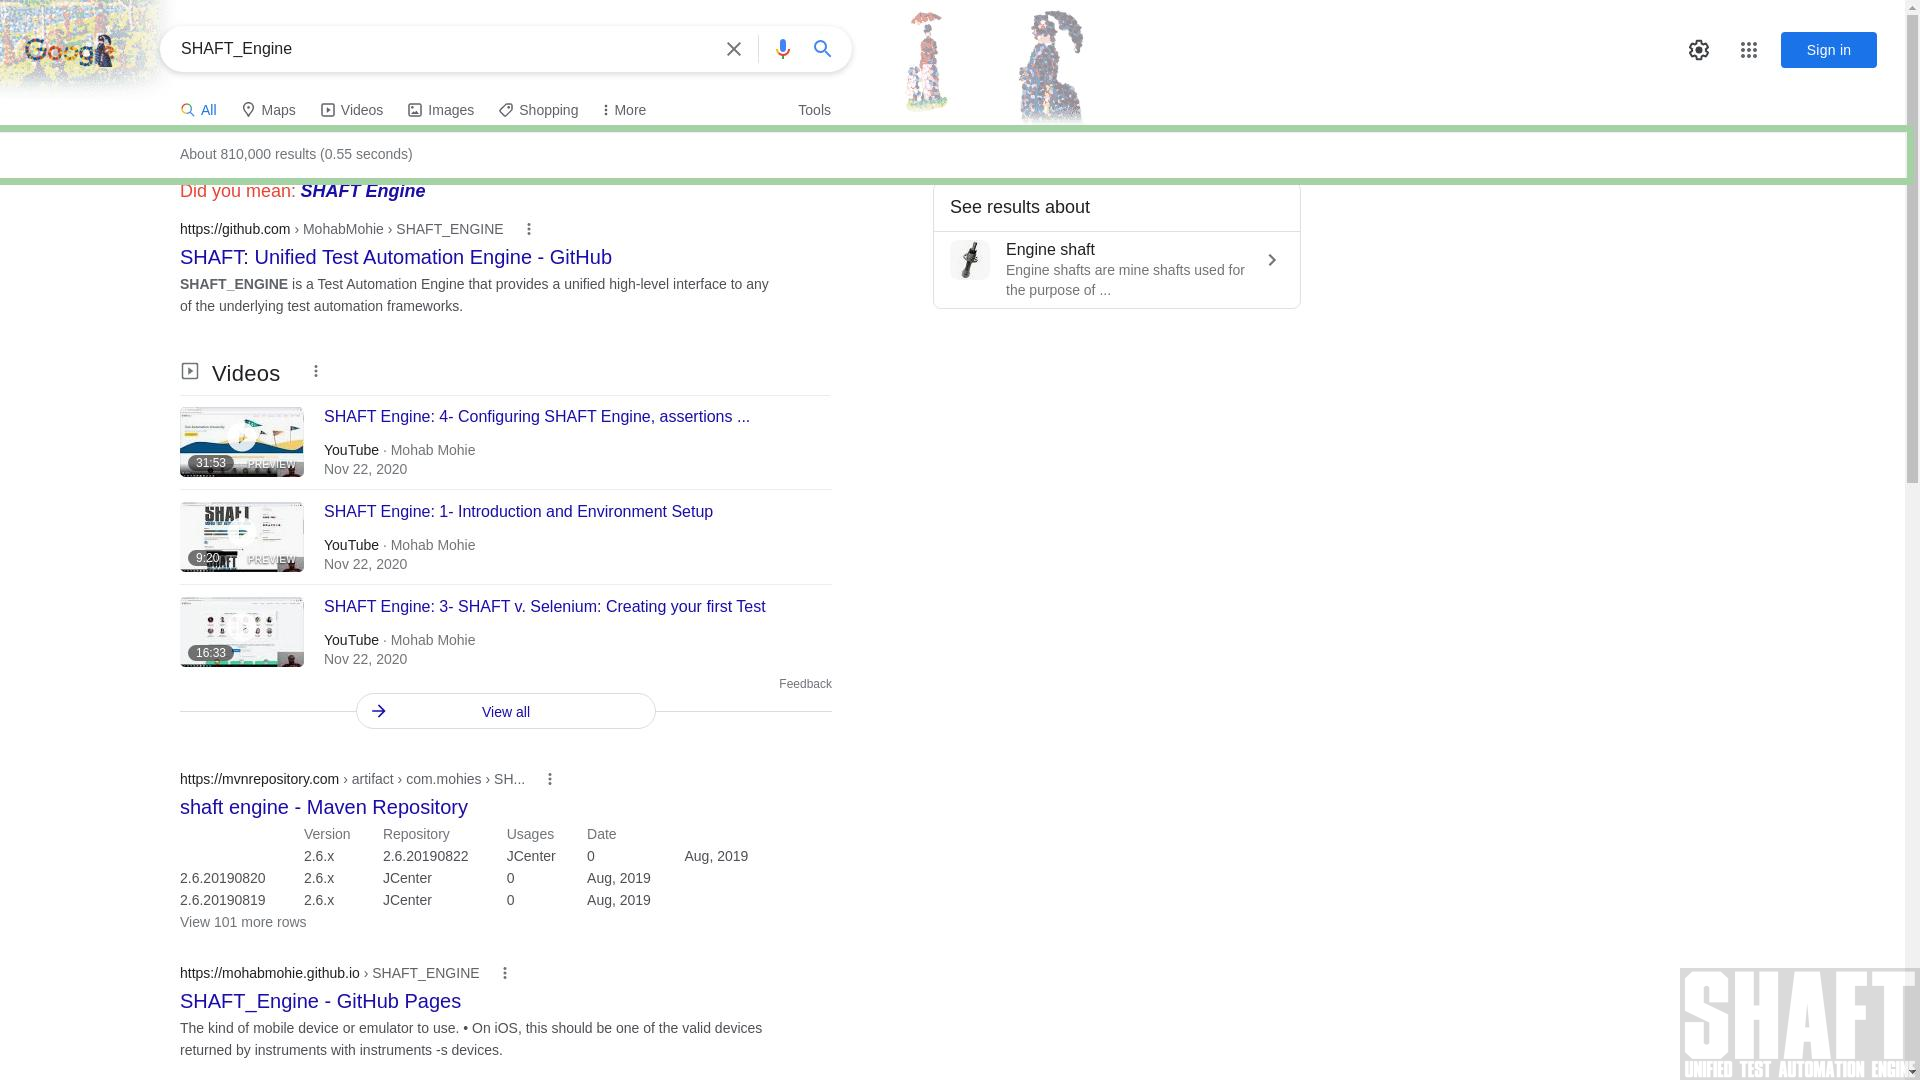 Google
SHAFT_Engine
Sign in
All
Maps
Videos
Images
Shopping
More
Tools
About 810,000 results (0.55 seconds)
Did you mean: SHAFT Engine
https://github.com › MohabMohie › SHAFT_ENGINE
SHAFT: Unified Test Automation Engine - GitHub
SHAFT_ENGINE is a Test Automation Engine that provides a unified high-level interface to any
of the underlying test automation frameworks.
See results about
Engine shaft
Engine shafts are mine shafts used for
the purpose of ...
Videos
SHAFT Engine: 4- Configuring SHAFT Engine, assertions ...
YouTube · Mohab Mohie
Nov 22, 2020
31:53
PREVIEW
SHAFT Engine: 1- Introduction and Environment Setup
YouTube · Mohab Mohie
Nov 22, 2020
SHAFT
9:20
PREVIEW
SHAFT Engine: 3- SHAFT v. Selenium: Creating your first Test
YouTube · Mohab Mohie
Nov 22, 2020
16:33
Feedback
View all
https://mvnrepository.com › artifact › com.mohies › SH...
shaft engine - Maven Repository
Version Repository Usages Date
2.6.x 2.6.20190822 JCenter 0 Aug, 2019
2.6.20190820 2.6.x JCenter 0 Aug, 2019
2.6.20190819 2.6.x JCenter 0 Aug, 2019
View 101 more rows
https://mohabmohie.github.io › SHAFT_ENGINE
SHAFT_Engine - GitHub Pages
The kind of mobile device or emulator to use. • On iOS, this should be one of the valid devices
returned by instruments with instruments -s devices.
SHAFT
UNIFIED TEST AUTOMATION ENGINE